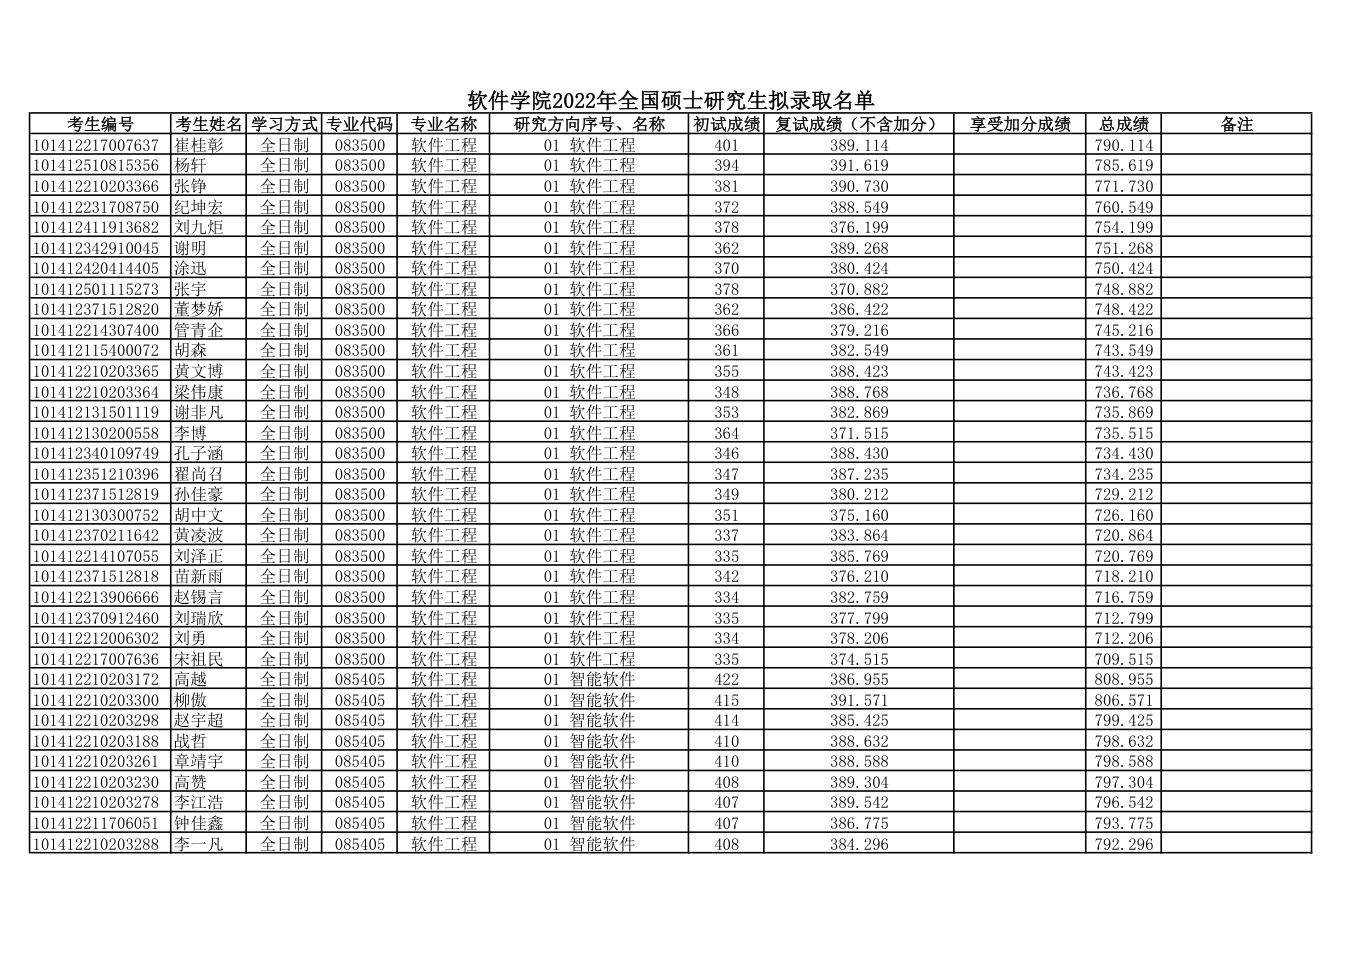 软件学院2022年全国硕士研究生拟录取名单
考生编号 考生姓名 学习方式 专业代码 专业名称 研究方向序号、名称 初试成绩 复试成绩（不含加分） 享受加分成绩 总成绩 备注
101412217007637 崔桂彰 全日制 083500 软件工程 01 软件工程 401 389.114 790.114
101412510815356 杨轩 全日制 083500 软件工程 01 软件工程 394 391.619 785.619
101412210203366 张铮 全日制 083500 软件工程 01 软件工程 381 390.730 771.730
101412231708750 纪坤宏 全日制 083500 软件工程 01 软件工程 372 388.549 760.549
101412411913682 刘九炬 全日制 083500 软件工程 01 软件工程 378 376.199 754.199
101412342910045 谢明 全日制 083500 软件工程 01 软件工程 362 389.268 751.268
101412420414405 涂迅 全日制 083500 软件工程 01 软件工程 370 380.424 750.424
101412501115273 张宇 全日制 083500 软件工程 01 软件工程 378 370.882 748.882
101412371512820 董梦娇 全日制 083500 软件工程 01 软件工程 362 386.422 748.422
101412214307400 管青企 全日制 083500 软件工程 01 软件工程 366 379.216 745.216
101412115400072 胡森 全日制 083500 软件工程 01 软件工程 361 382.549 743.549
101412210203365 黄文博 全日制 083500 软件工程 01 软件工程 355 388.423 743.423
101412210203364 梁伟康 全日制 083500 软件工程 01 软件工程 348 388.768 736.768
101412131501119 谢非凡 全日制 083500 软件工程 01 软件工程 353 382.869 735.869
101412130200558 李博 全日制 083500 软件工程 01 软件工程 364 371.515 735.515
101412340109749 孔子涵 全日制 083500 软件工程 01 软件工程 346 388.430 734.430
101412351210396 翟尚召 全日制 083500 软件工程 01 软件工程 347 387.235 734.235
101412371512819 孙佳豪 全日制 083500 软件工程 01 软件工程 349 380.212 729.212
101412130300752 胡中文 全日制 083500 软件工程 01 软件工程 351 375.160 726.160
101412370211642 黄凌波 全日制 083500 软件工程 01 软件工程 337 383.864 720.864
101412214107055 刘泽正 全日制 083500 软件工程 01 软件工程 335 385.769 720.769
101412371512818 苗新雨 全日制 083500 软件工程 01 软件工程 342 376.210 718.210
101412213906666 赵锡言 全日制 083500 软件工程 01 软件工程 334 382.759 716.759
101412370912460 刘瑞欣 全日制 083500 软件工程 01 软件工程 335 377.799 712.799
101412212006302 刘勇 全日制 083500 软件工程 01 软件工程 334 378.206 712.206
101412217007636 宋祖民 全日制 083500 软件工程 01 软件工程 335 374.515 709.515
101412210203172 高越 全日制 085405 软件工程 01 智能软件 422 386.955 808.955
101412210203300 柳傲 全日制 085405 软件工程 01 智能软件 415 391.571 806.571
101412210203298 赵宇超 全日制 085405 软件工程 01 智能软件 414 385.425 799.425
101412210203188 战哲 全日制 085405 软件工程 01 智能软件 410 388.632 798.632
101412210203261 章靖宇 全日制 085405 软件工程 01 智能软件 410 388.588 798.588
101412210203230 高赞 全日制 085405 软件工程 01 智能软件 408 389.304 797.304
101412210203278 李江浩 全日制 085405 软件工程 01 智能软件 407 389.542 796.542
101412211706051 钟佳鑫 全日制 085405 软件工程 01 智能软件 407 386.775 793.775
101412210203288 李一凡 全日制 085405 软件工程 01 智能软件 408 384.296 792.296